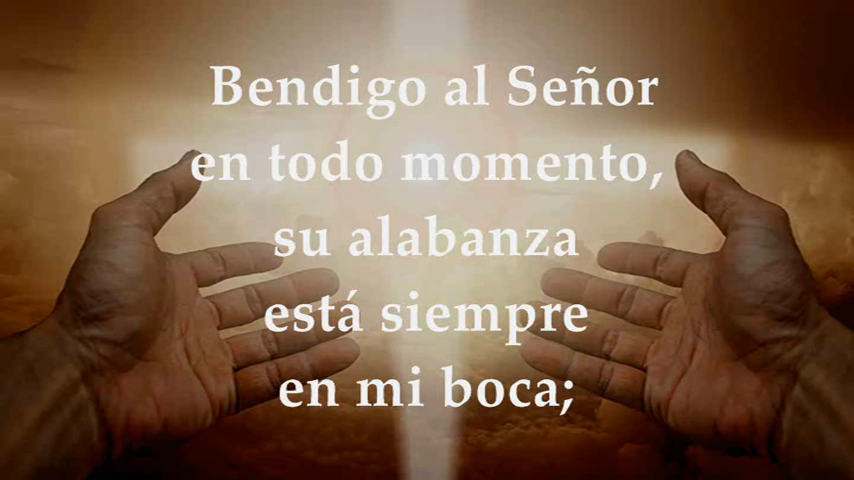 Bendigo al Señor
en todo momento,
su alabanza
está siempre
en mi boca;